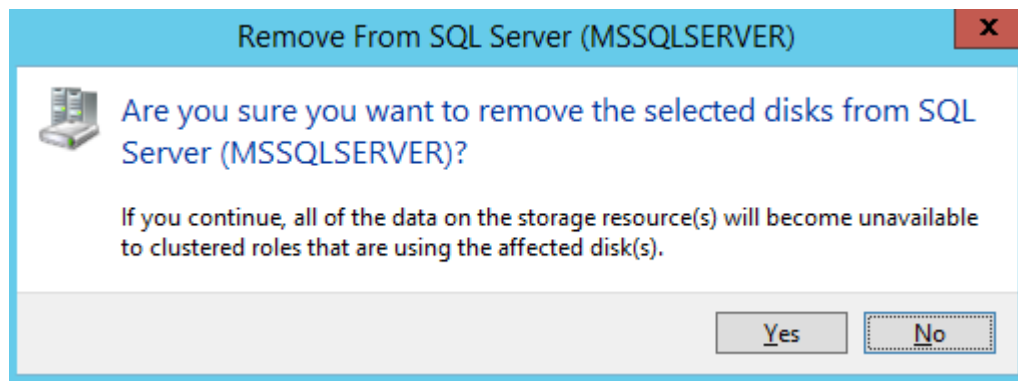 Remove From SQL Server (MSSQLSERVER)
x
Are you sure you want to remove the selected disks from SQL
Server (MSSQLSERVER)?
If you continue, all of the data on the storage resource(s) will become unavailable
to clustered roles that are using the affected disk(s).
Yes No